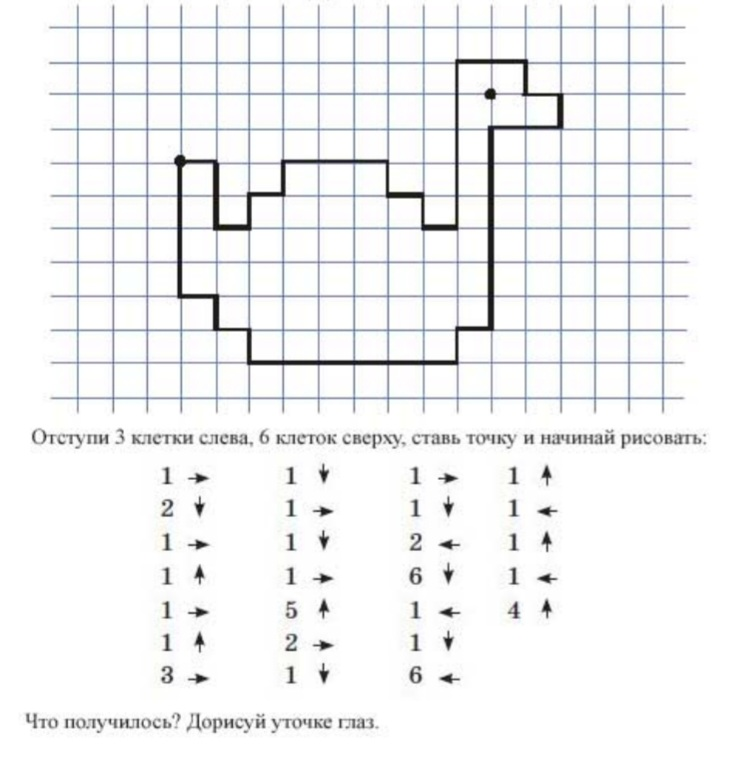 Отступи 3 клетки слева, 6 клеток сверху, ставь точку и начинай рисовать:
1 → 1 ↓ 1 → 1 ↑
2 ↓ 1 → 1 ↓ 1 ←
1 → 1 ↓ 2 ← 1 ↑
1 ↑ 1 → 6 ↓ 1 ←
1 → 5 ↑ 1 ← 4 ↑
1 ↑ 2 → 1 ↓
3 → 1 ↓ 6 ←
Что получилось? Дорисуй уточке глаз.